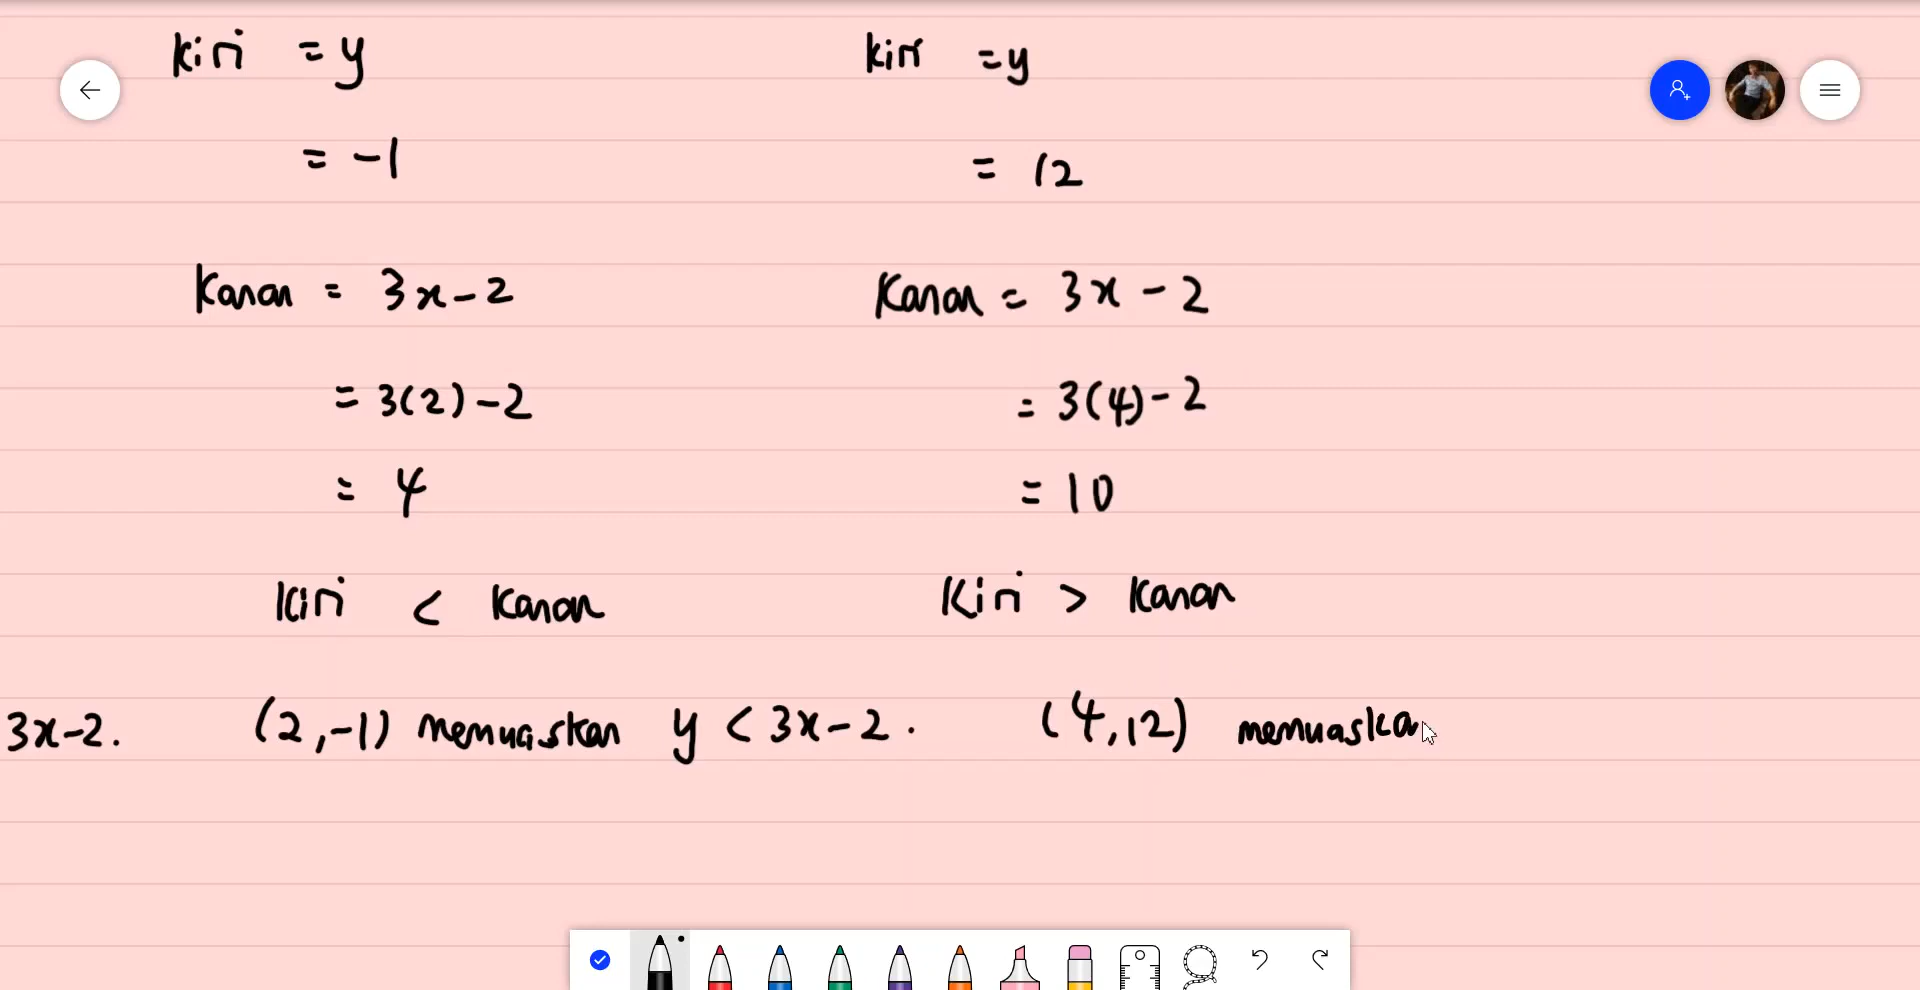 Kiri = y
= -1
Kanan = 3x - 2
= 3(2) - 2
= 4
Kiri < Kanan
3x-2.
(2,-1) memuaskan y < 3x - 2.
Kiri = y
= 12
Kanan = 3x - 2
= 3(4) - 2
= 10
Kiri > Kanan
(4,12) memuaska